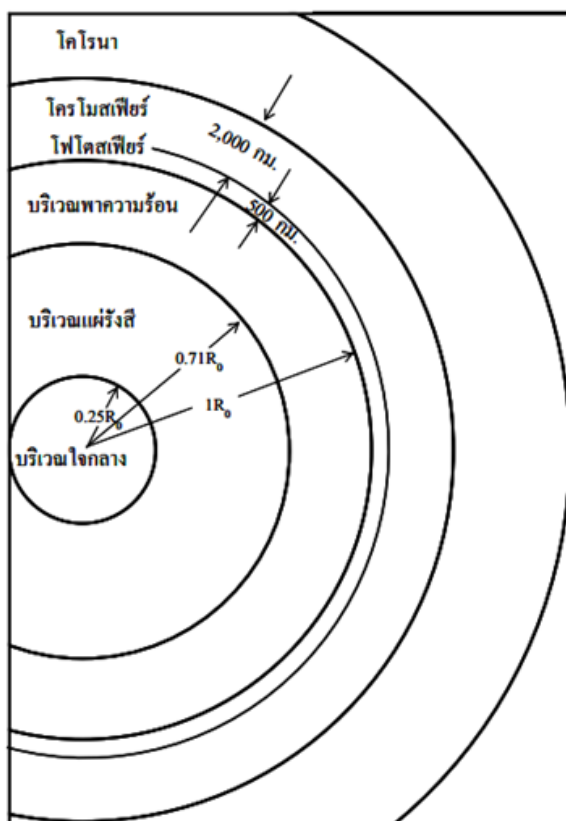 โคโรนา
โครโมสเฟียร์
2,000 กม.
โฟโตสเฟียร์
500 กม.
บริเวณพาความร้อน
บริเวณแผ่รังสี
0.71R₀
1R₀
0.25R₀
บริเวณใจกลาง